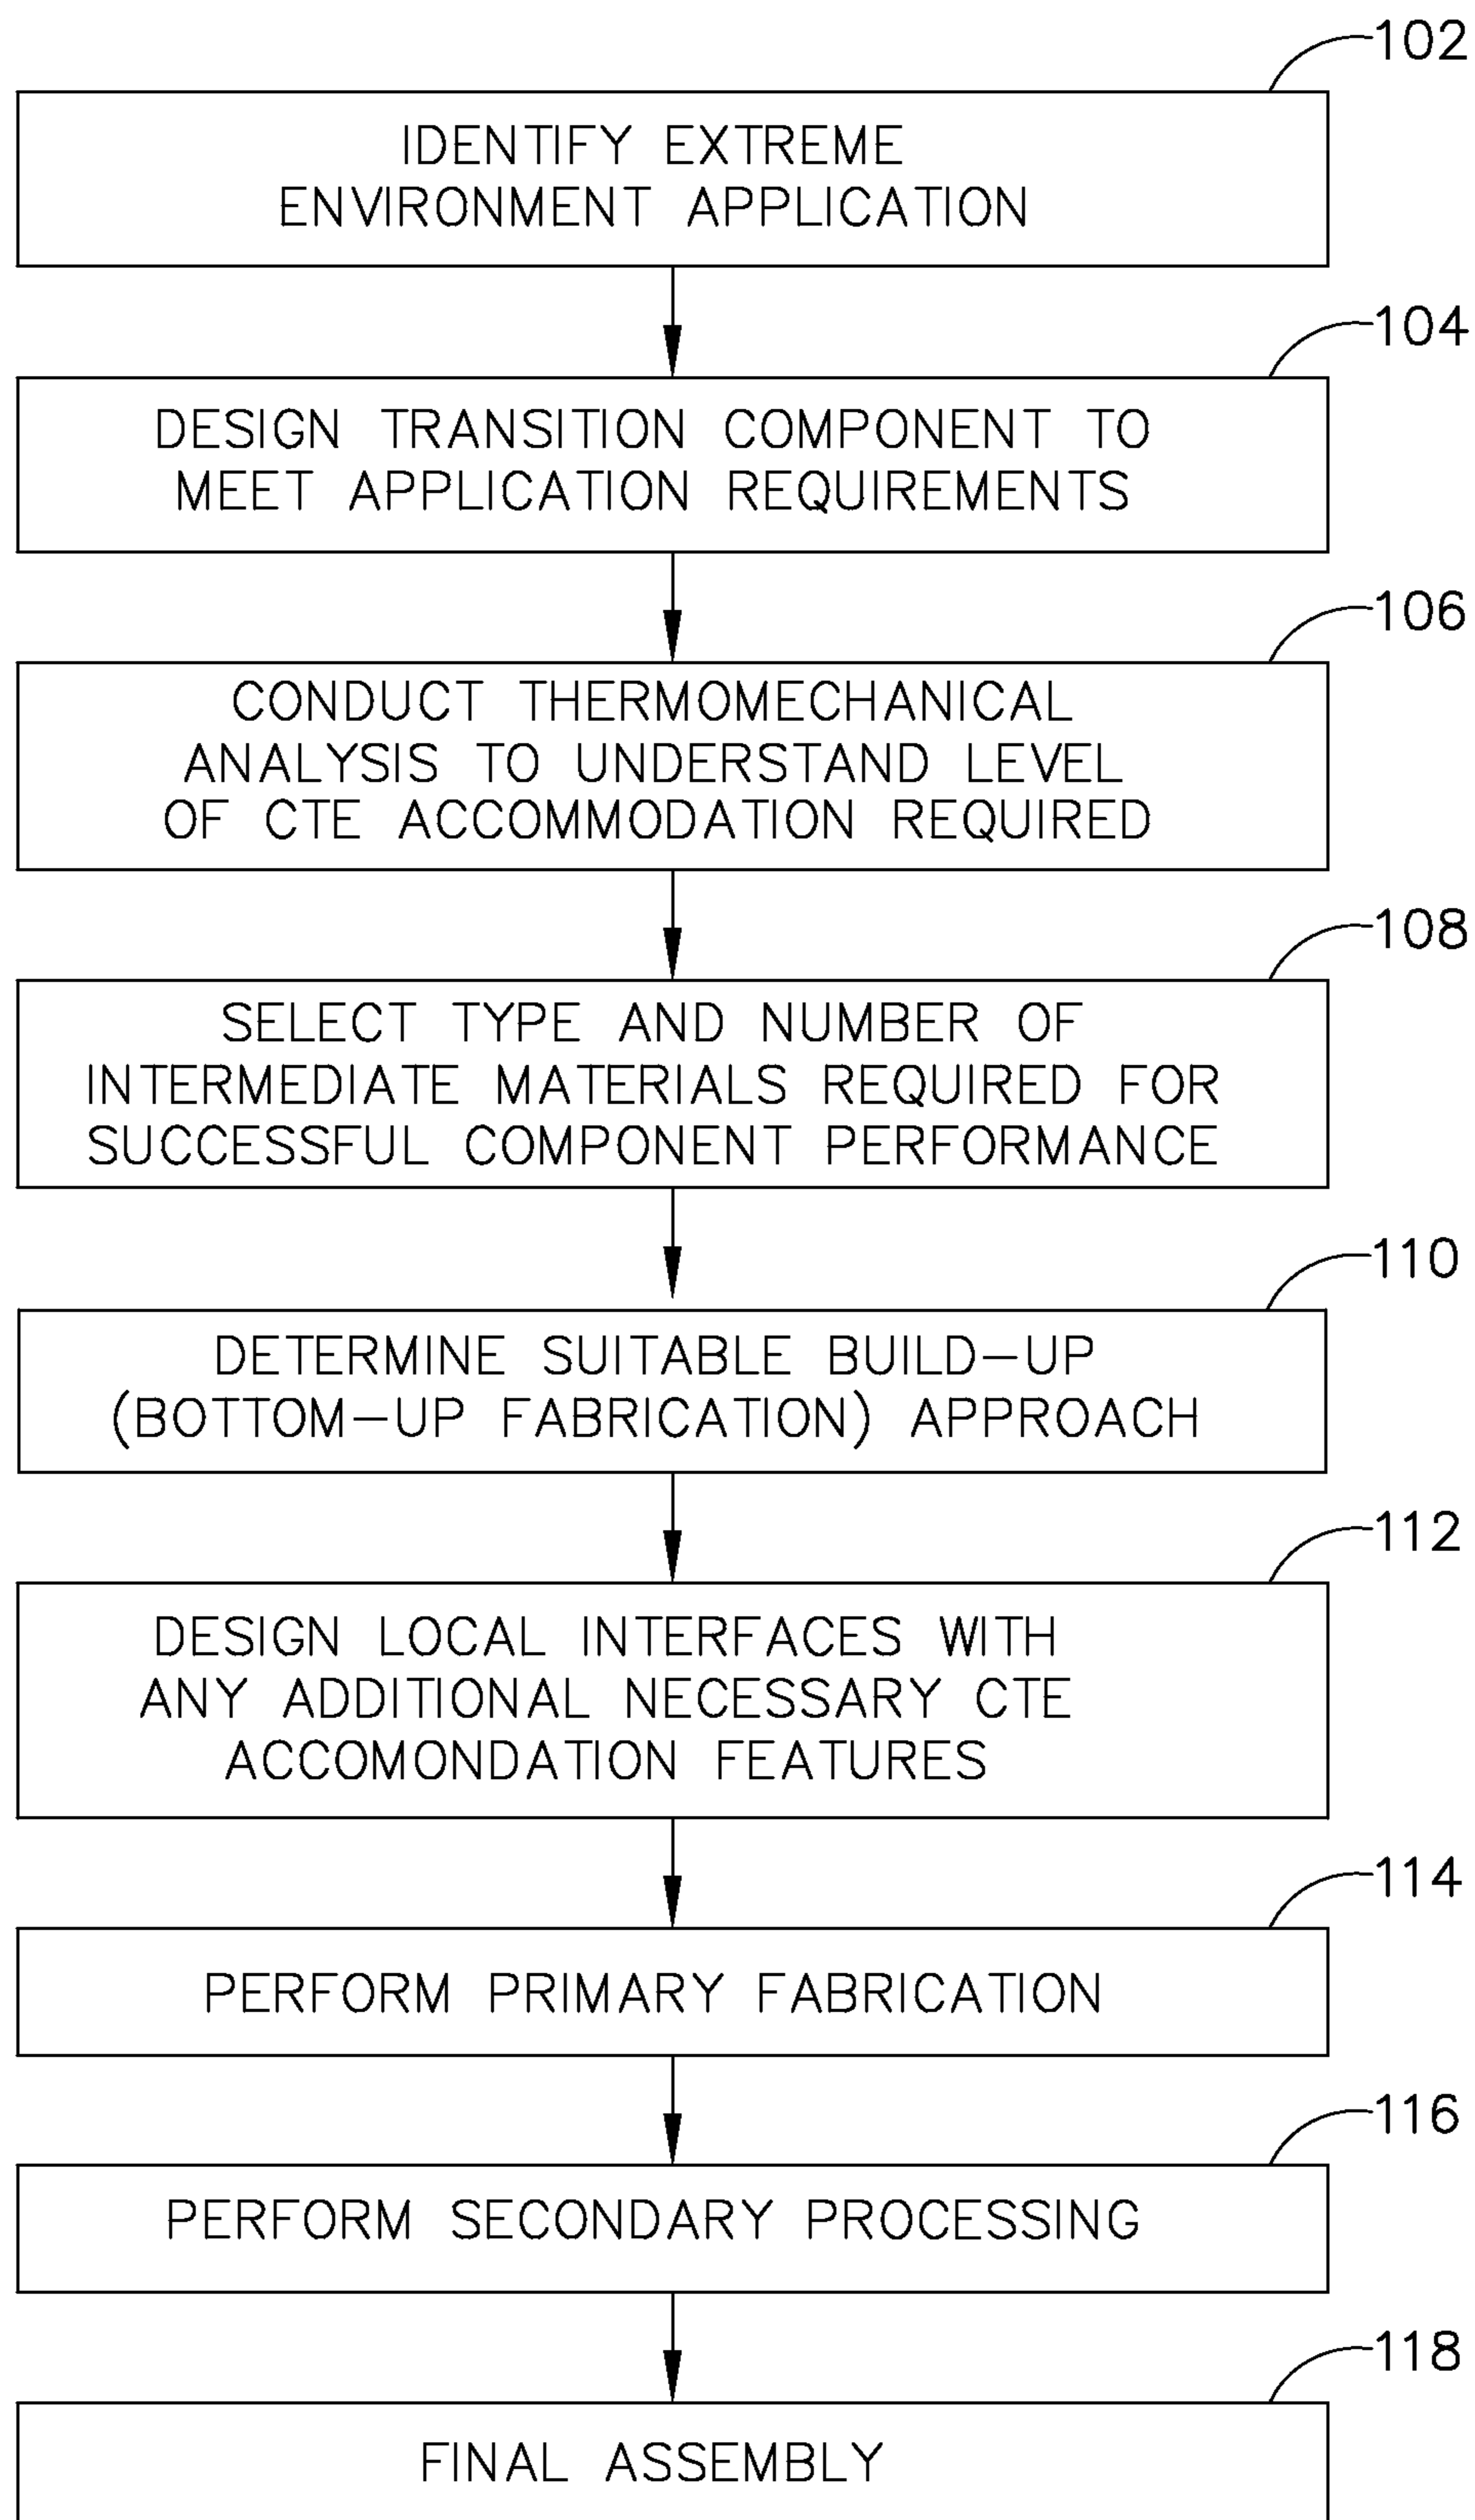 102
IDENTIFY EXTREME
ENVIRONMENT APPLICATION
104
DESIGN TRANSITION COMPONENT TO
MEET APPLICATION REQUIREMENTS
106
CONDUCT THERMOMECHANICAL
ANALYSIS TO UNDERSTAND LEVEL
OF CTE ACCOMMODATION REQUIRED
108
SELECT TYPE AND NUMBER OF
INTERMEDIATE MATERIALS REQUIRED FOR
SUCCESSFUL COMPONENT PERFORMANCE
110
DETERMINE SUITABLE BUILD-UP
(BOTTOM-UP FABRICATION) APPROACH
112
DESIGN LOCAL INTERFACES WITH
ANY ADDITIONAL NECESSARY CTE
ACCOMONDATION FEATURES
114
PERFORM PRIMARY FABRICATION
116
PERFORM SECONDARY PROCESSING
118
FINAL ASSEMBLY